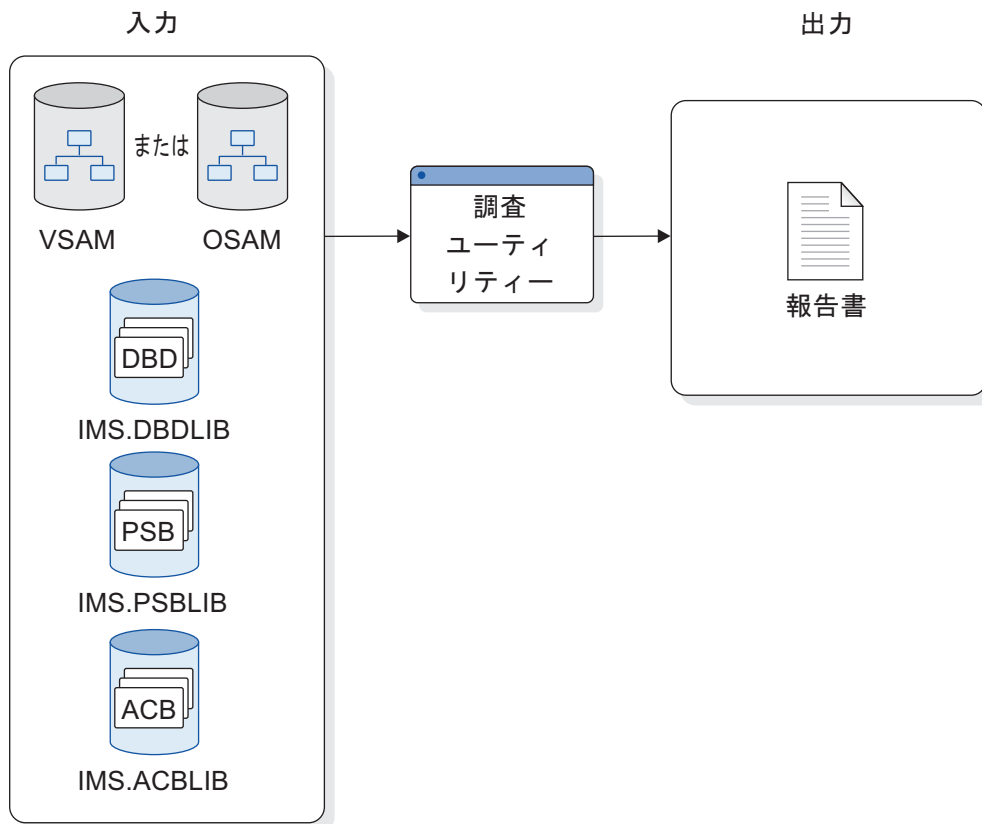 入力
出力
または
VSAM
OSAM
DBD
IMS.DBDLIB
PSB
IMS.PSBLIB
ACB
IMS.ACBLIB
調査
ユーティ
リティー
報告書